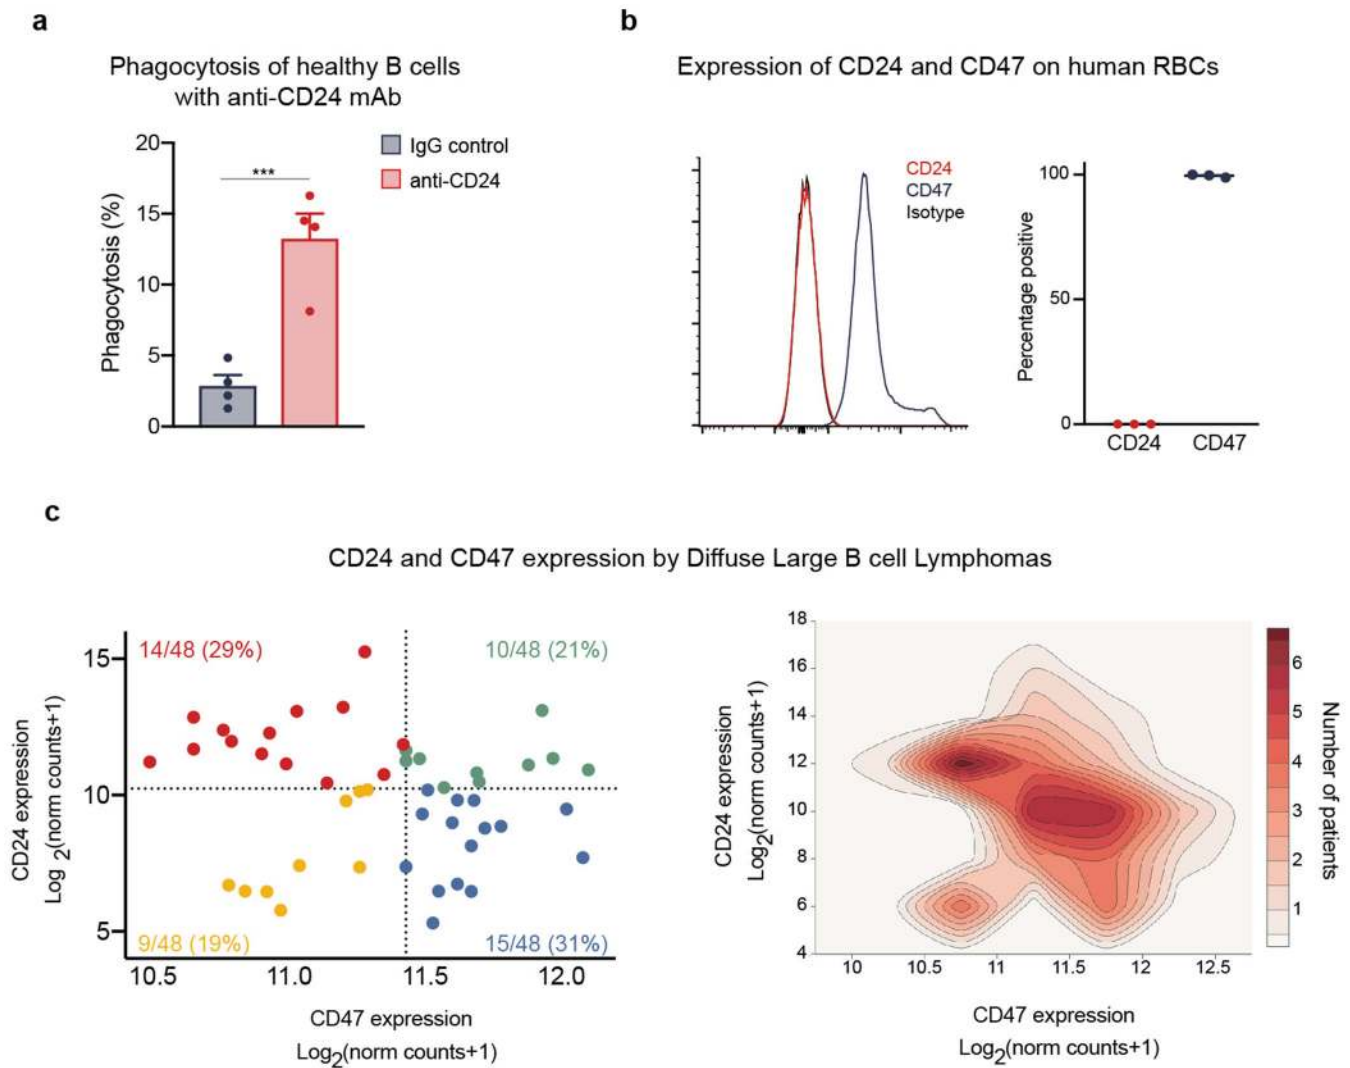 a
Phagocytosis of healthy B cells
with anti-CD24 mAb
Phagocytosis (%)
20
15
10
5
0
***
IgG control
anti-CD24
b
Expression of CD24 and CD47 on human RBCs
CD24
CD47
Isotype
Percentage positive
100
50
0
CD24
CD47
c
CD24 and CD47 expression by Diffuse Large B cell Lymphomas
CD24 expression
Log2(norm counts+1)
15
10
5
14/48 (29%)
10/48 (21%)
9/48 (19%)
15/48 (31%)
10.5 11.0 11.5 12.0
CD47 expression
Log2(norm counts+1)
CD24 expression
Log2(norm counts+1)
18
16
14
12
10
8
6
4
10 10.5 11 11.5 12 12.5
CD47 expression
Log2(norm counts+1)
6
5
4
3
2
1
Number of patients